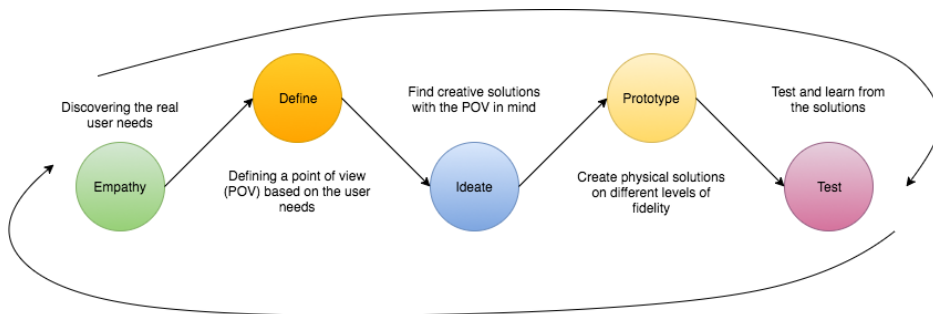 Discovering the real
user needs
Empathy
Define
Defining a point of view
(POV) based on the user
needs
Find creative solutions
with the POV in mind
Ideate
Prototype
Create physical solutions
on different levels of
fidelity
Test and learn from
the solutions
Test